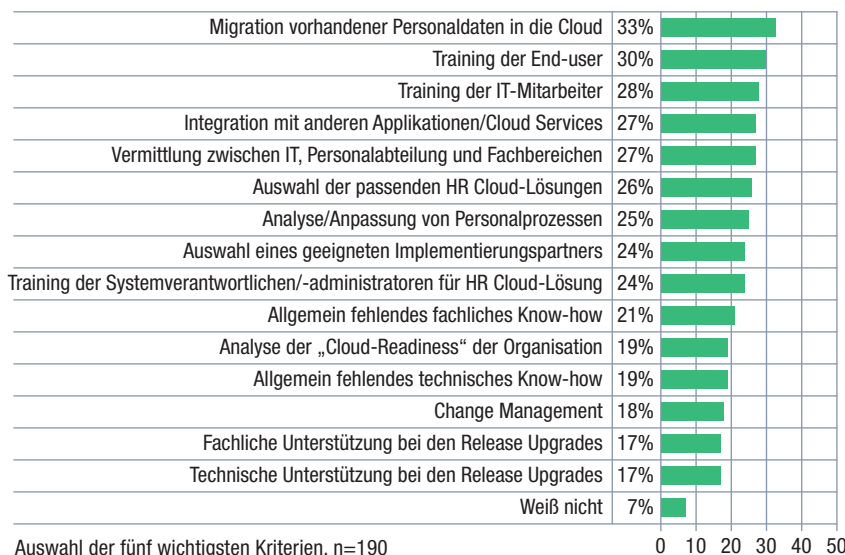 Migration vorhandener Personaldaten in die Cloud 33%
Training der End-user 30%
Training der IT-Mitarbeiter 28%
Integration mit anderen Applikationen/Cloud Services 27%
Vermittlung zwischen IT, Personalabteilung und Fachbereichen 27%
Auswahl der passenden HR Cloud-Lösungen 26%
Analyse/Anpassung von Personalprozessen 25%
Auswahl eines geeigneten Implementierungspartners 24%
Training der Systemverantwortlichen/-administratoren für HR Cloud-Lösung 24%
Allgemein fehlendes fachliches Know-how 21%
Analyse der „Cloud-Readiness“ der Organisation 19%
Allgemein fehlendes technisches Know-how 19%
Change Management 18%
Fachliche Unterstützung bei den Release Upgrades 17%
Technische Unterstützung bei den Release Upgrades 17%
Weiß nicht 7%
Auswahl der fünf wichtigsten Kriterien. n=190 0 10 20 30 40 50